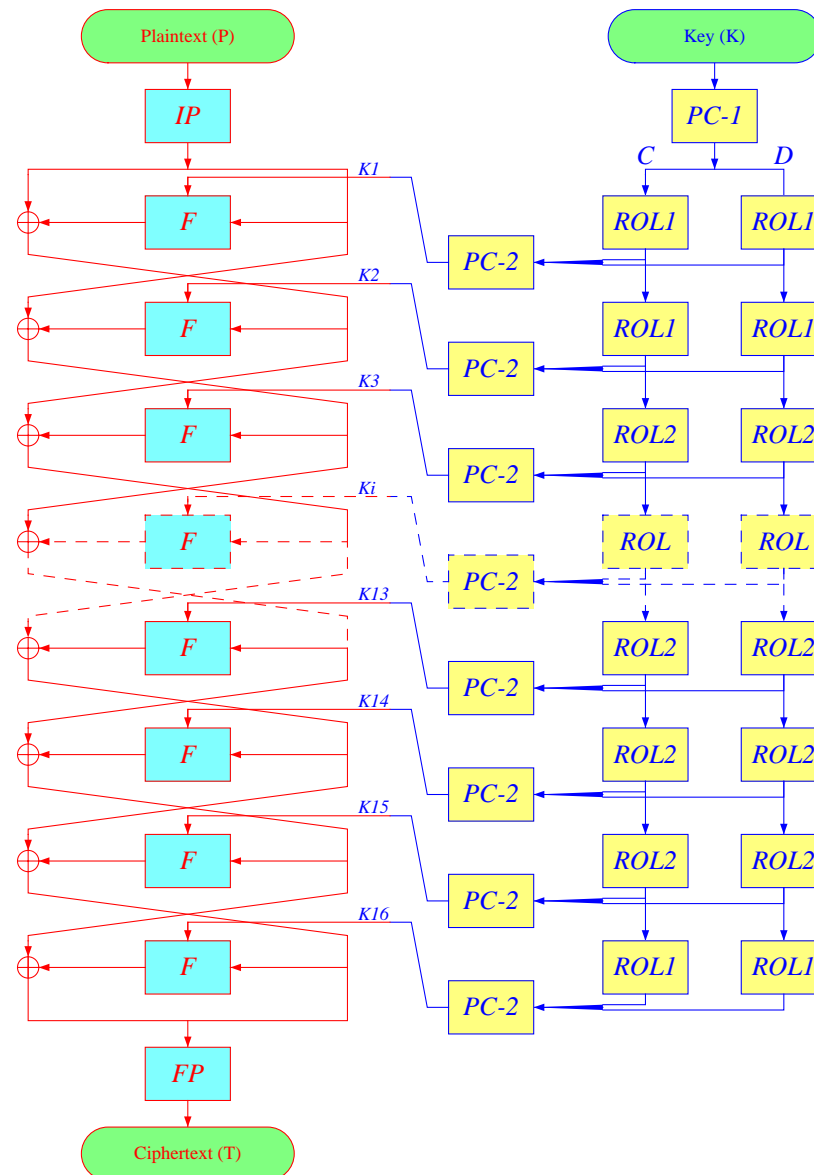 Plaintext (P)
Key (K)
IP
PC-1
C
D
K1
F
ROL1
ROL1
PC-2
K2
F
ROL1
ROL1
PC-2
K3
F
ROL2
ROL2
PC-2
Ki
F
ROL
ROL
PC-2
K13
F
ROL2
ROL2
PC-2
K14
F
ROL2
ROL2
PC-2
K15
F
ROL2
ROL2
PC-2
K16
F
ROL1
ROL1
PC-2
FP
Ciphertext (T)